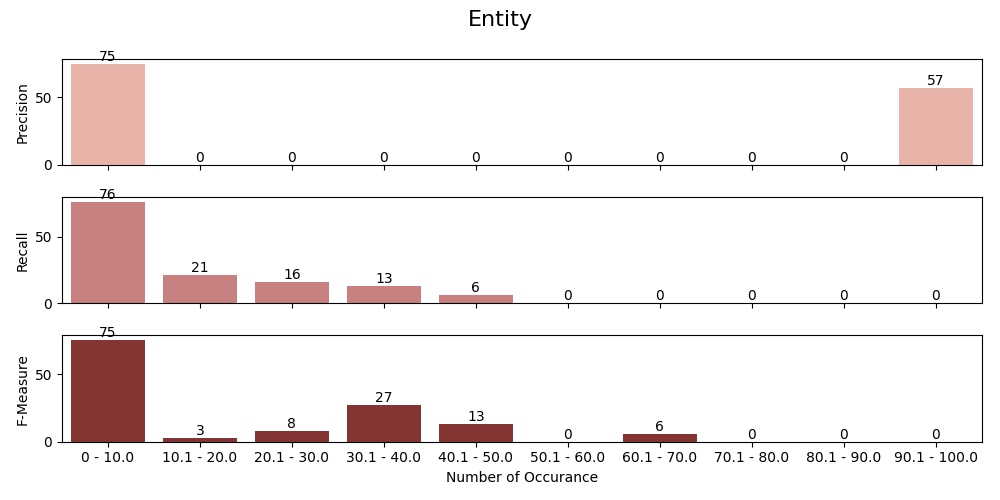 Entity
75 0 0 0 0 0 0 0 0 57
50
0
Precision
76 21 16 13 6 0 0 0 0 0
50
0
Recall
75 3 8 27 13 0 6 0 0 0
50
0
F-Measure
0 - 10.0 10.1 - 20.0 20.1 - 30.0 30.1 - 40.0 40.1 - 50.0 50.1 - 60.0 60.1 - 70.0 70.1 - 80.0 80.1 - 90.0 90.1 - 100.0
Number of Occurance